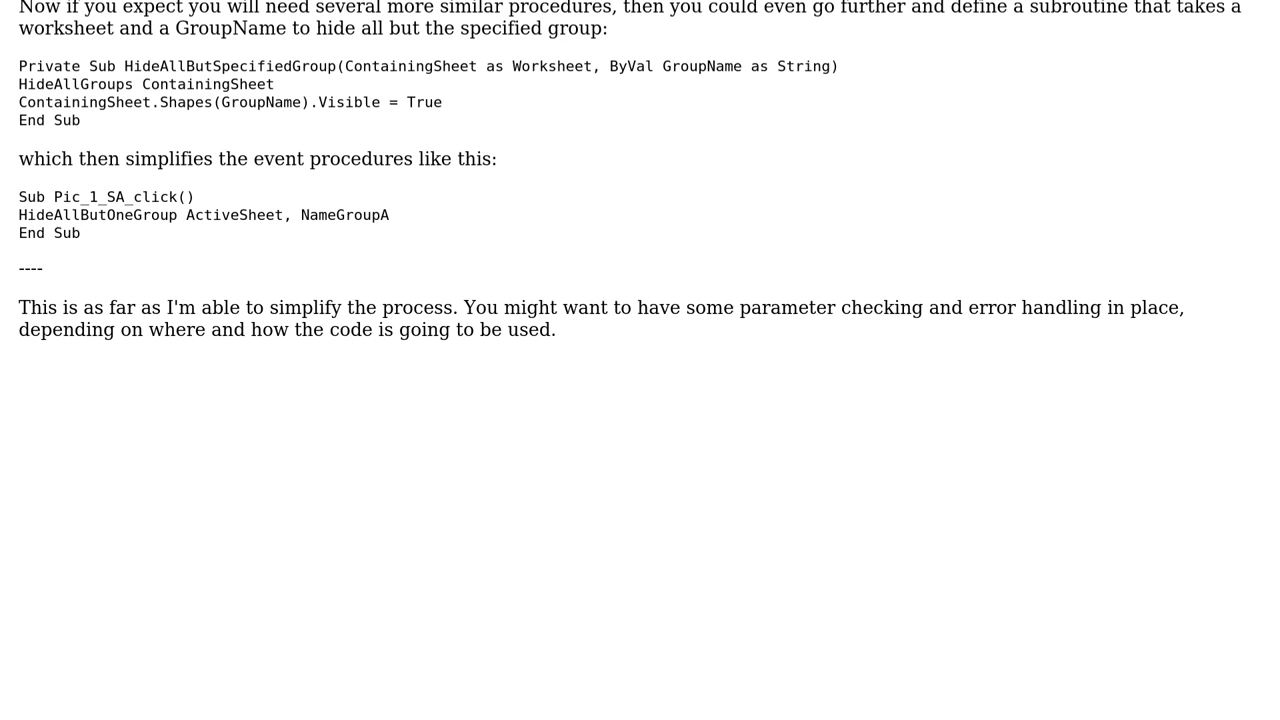 Now if you expect you will need several more similar procedures, then you could even go further and define a subroutine that takes a
worksheet and a GroupName to hide all but the specified group:
Private Sub HideAllButSpecifiedGroup(ContainingSheet as Worksheet, ByVal GroupName as String)
HideAllGroups ContainingSheet
ContainingSheet.Shapes(GroupName).Visible = True
End Sub
which then simplifies the event procedures like this:
Sub Pic_1_SA_click()
HideAllButOneGroup ActiveSheet, NameGroupA
End Sub
----
This is as far as I'm able to simplify the process. You might want to have some parameter checking and error handling in place,
depending on where and how the code is going to be used.